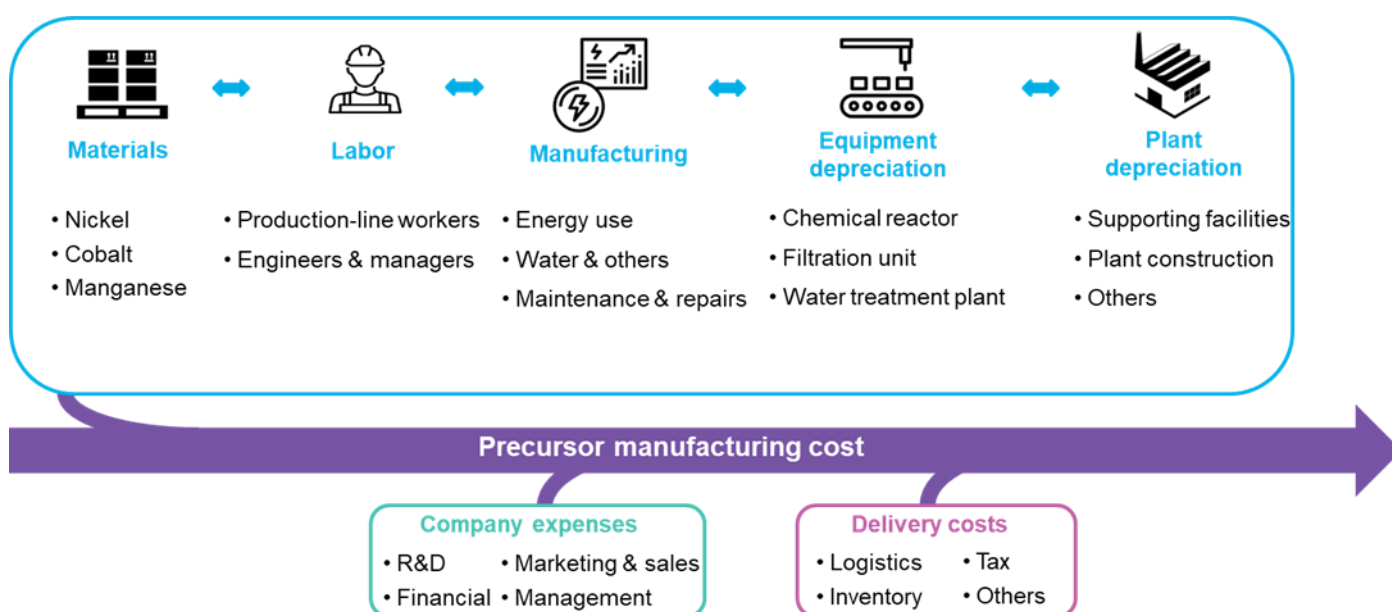 Materials
Labor
Manufacturing
Equipment
depreciation
Plant
depreciation
• Nickel
• Cobalt
• Manganese
• Production-line workers
• Engineers & managers
• Energy use
• Water & others
• Maintenance & repairs
• Chemical reactor
• Filtration unit
• Water treatment plant
• Supporting facilities
• Plant construction
• Others
Precursor manufacturing cost
Company expenses
• R&D
• Marketing & sales
• Financial
• Management
Delivery costs
• Logistics
• Tax
• Inventory
• Others